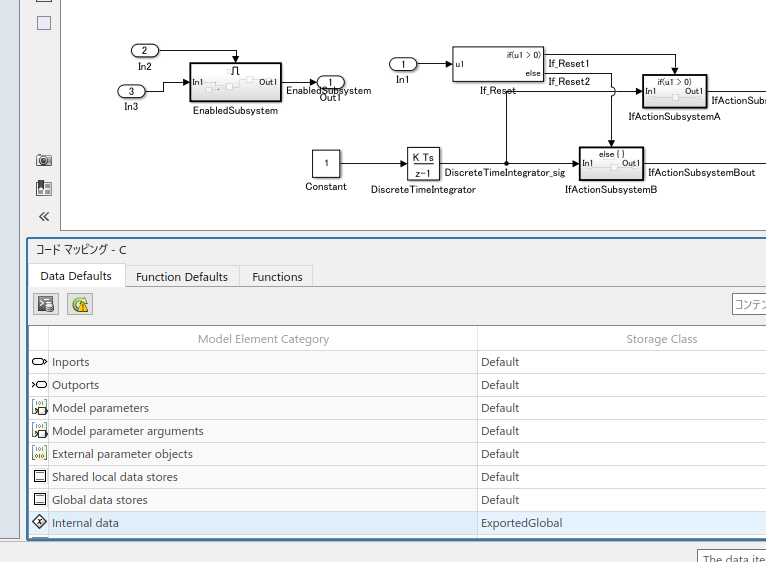 2
In2
3
In3
In1
Out1
EnabledSubsystem
EnabledSubsystem
1
Out1
1
In1
u1
if(u1 > 0)
else
If_Reset
If_Reset1
If_Reset2
if(u1 > 0)
In1
Out1
IfActionSubs
IfActionSubsystemA
1
Constant
K Ts
z-1
DiscreteTimeIntegrator
DiscreteTimeIntegrator_sig
else { }
In1
Out1
IfActionSubsystemBout
IfActionSubsystemB
コード マッピング - C
Data Defaults
Function Defaults
Functions
コンテン
Model Element Category
Storage Class
Inports
Default
Outports
Default
Model parameters
Default
Model parameter arguments
Default
External parameter objects
Default
Shared local data stores
Default
Global data stores
Default
Internal data
ExportedGlobal
The data ite